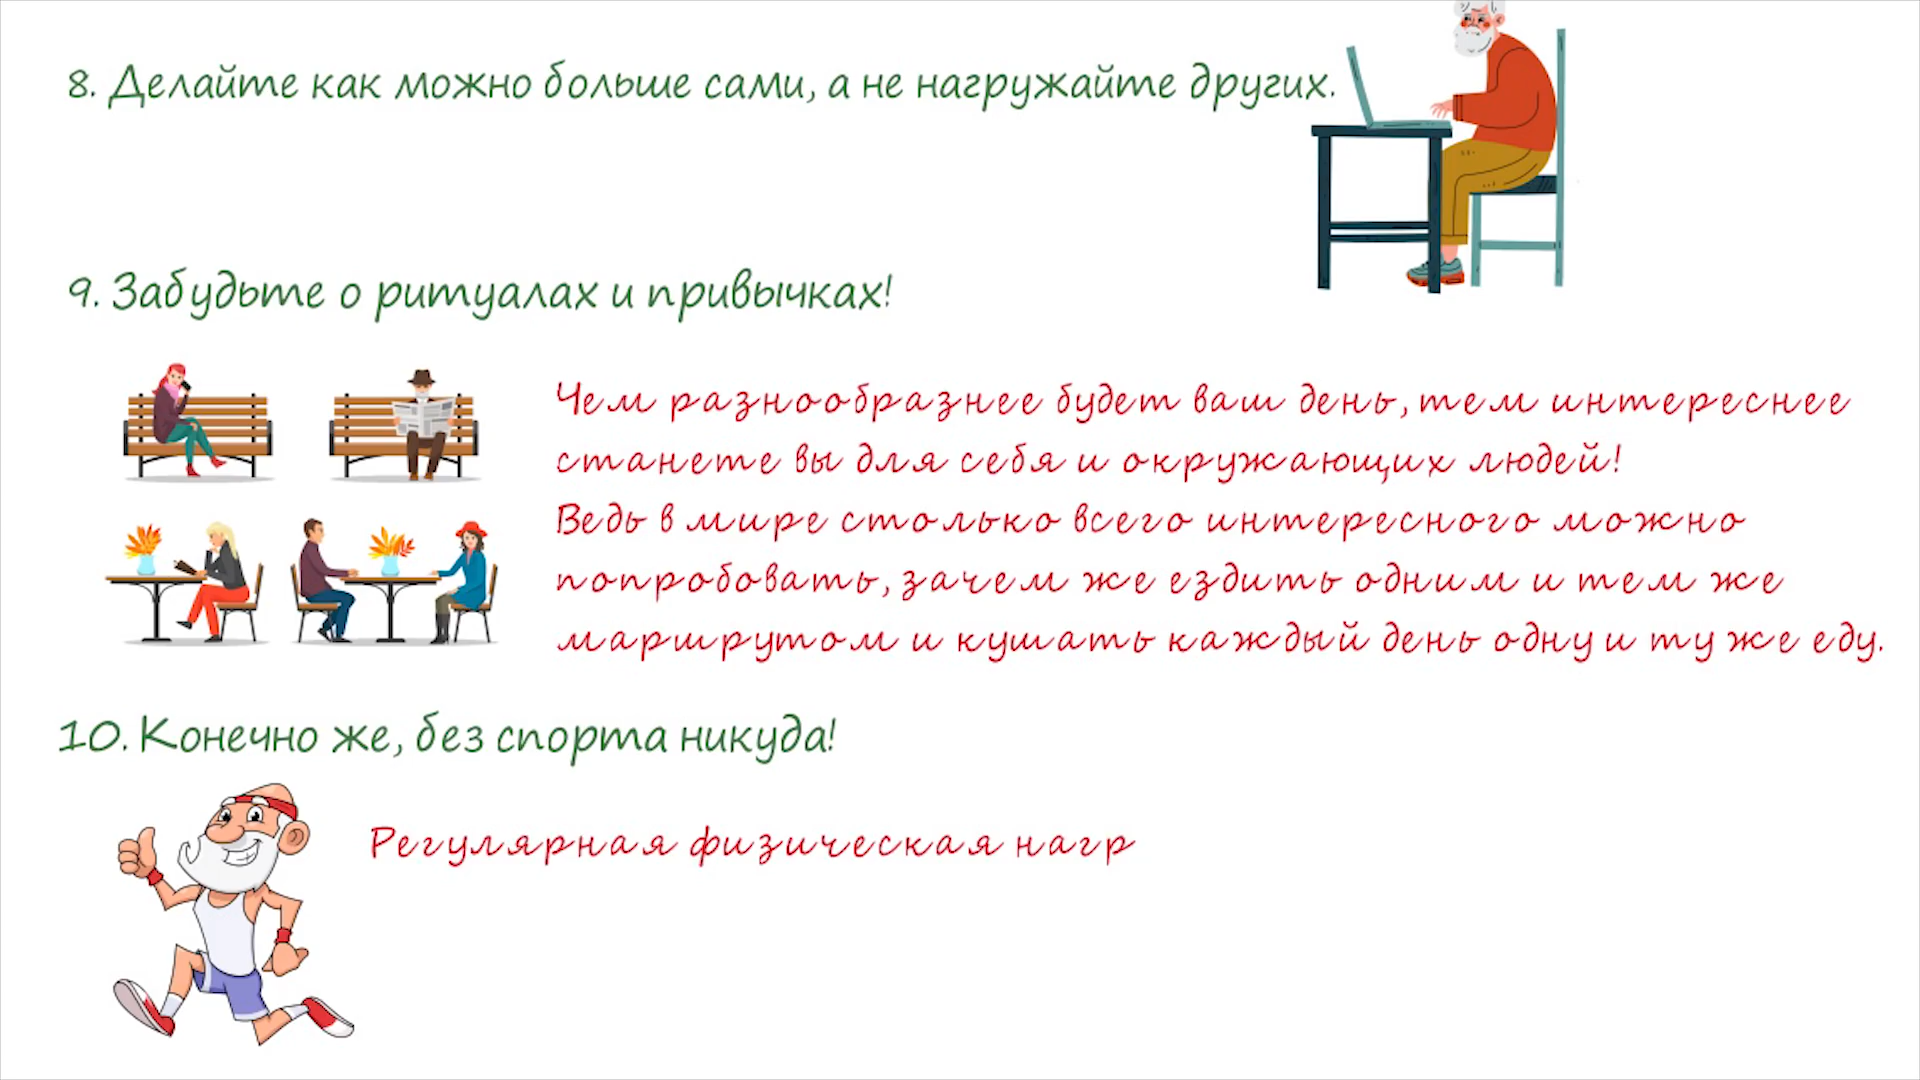 8. Делайте как можно больше сами, а не нагружайте других.
9. Забудьте о ритуалах и привычках!
Чем разнообразнее будет ваш день, тем интереснее
станете вы для себя и окружающих людей!
Ведь в мире столько всего интересного можно
попробовать, зачем же ездить одним и тем же
маршрутом и кушать каждый день одну и ту же еду.
10. Конечно же, без спорта никуда!
Регулярная физическая нагр